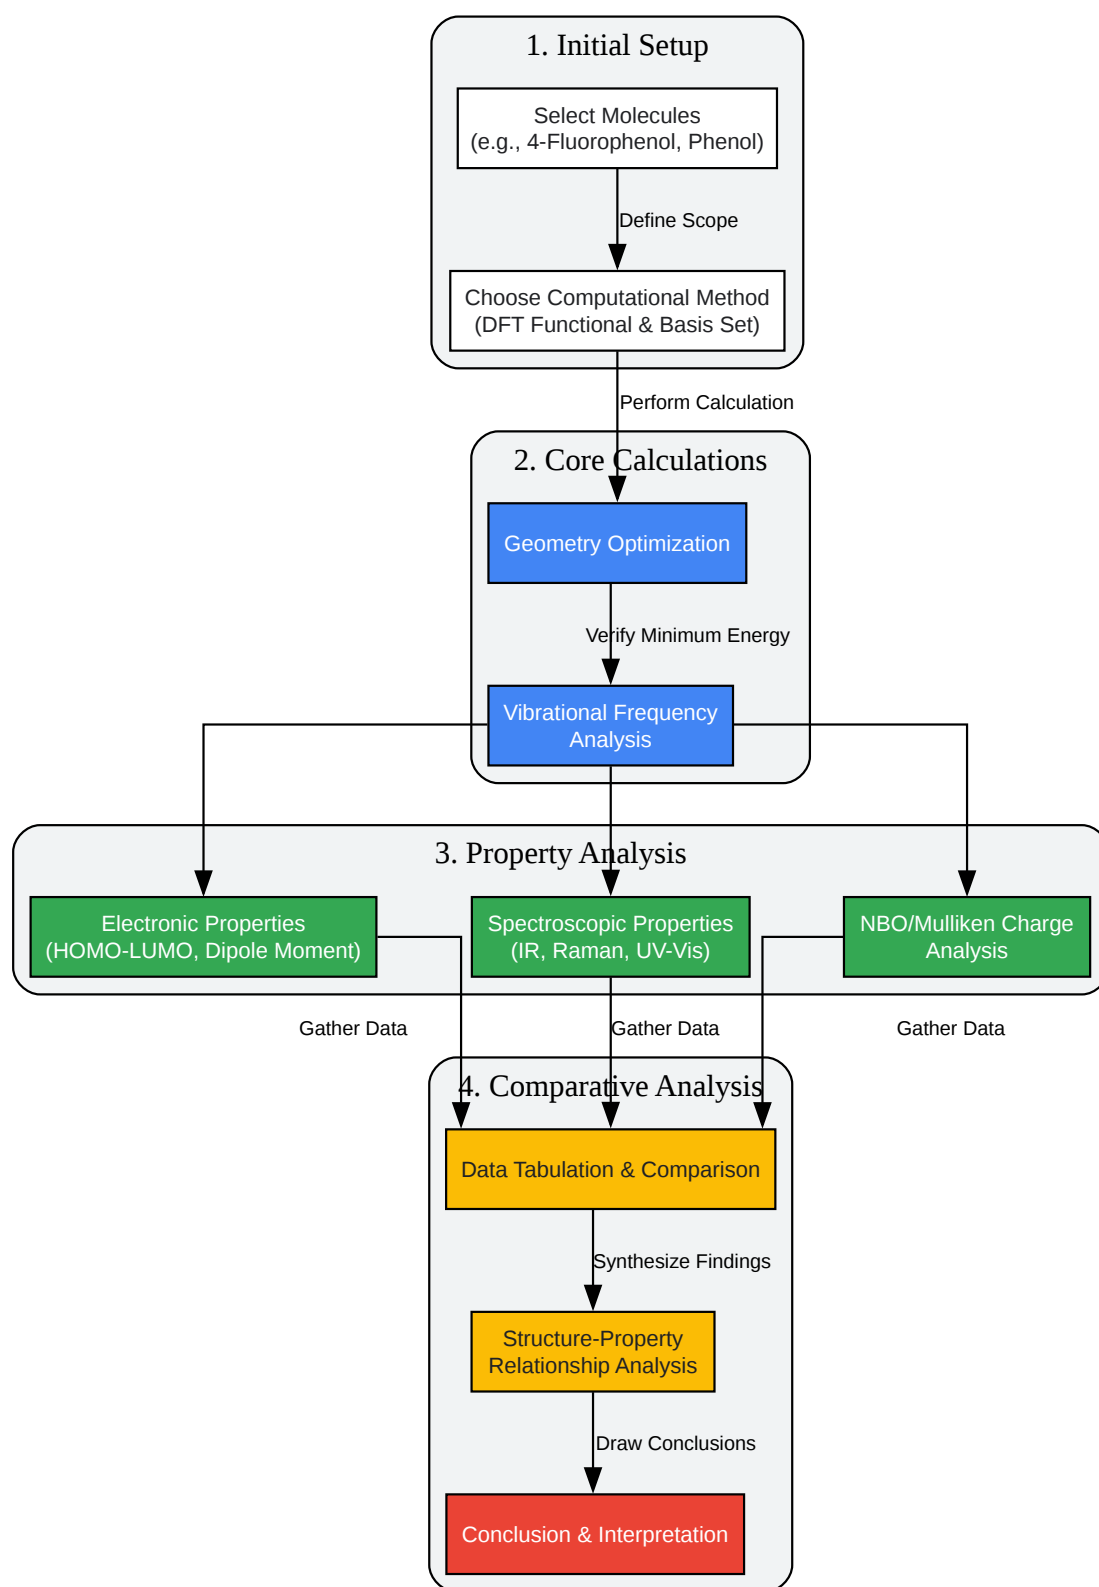 1. Initial Setup
Select Molecules
(e.g., 4-Fluorophenol, Phenol)
Define Scope
Choose Computational Method
(DFT Functional & Basis Set)
Perform Calculation
2. Core Calculations
Geometry Optimization
Verify Minimum Energy
Vibrational Frequency
Analysis
3. Property Analysis
Electronic Properties
(HOMO-LUMO, Dipole Moment)
Spectroscopic Properties
(IR, Raman, UV-Vis)
NBO/Mulliken Charge
Analysis
Gather Data
Gather Data
Gather Data
4. Comparative Analysis
Data Tabulation & Comparison
Synthesize Findings
Structure-Property
Relationship Analysis
Draw Conclusions
Conclusion & Interpretation